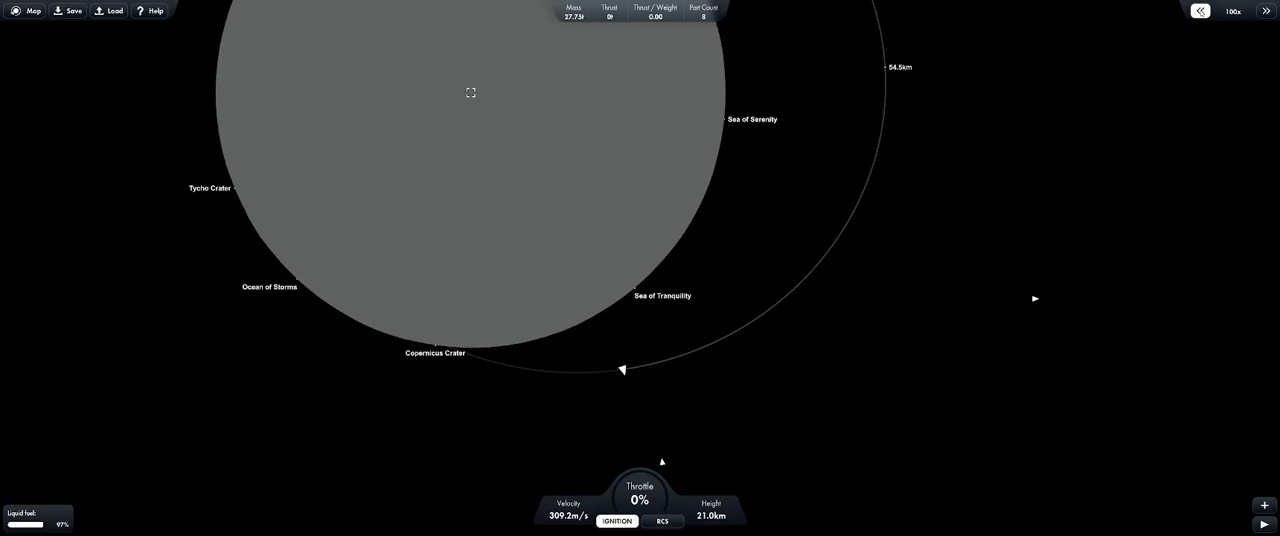 Map
Save
Load
Help
Mass
Thrust
Thrust / Weight
Part Count
27.75t
0t
0.00
8
100x
54.5km
Sea of Serenity
Tycho Crater
Ocean of Storms
Sea of Tranquility
Copernicus Crater
Throttle
0%
Velocity
309.2m/s
Height
21.0km
IGNITION
RCS
Liquid fuel:
97%